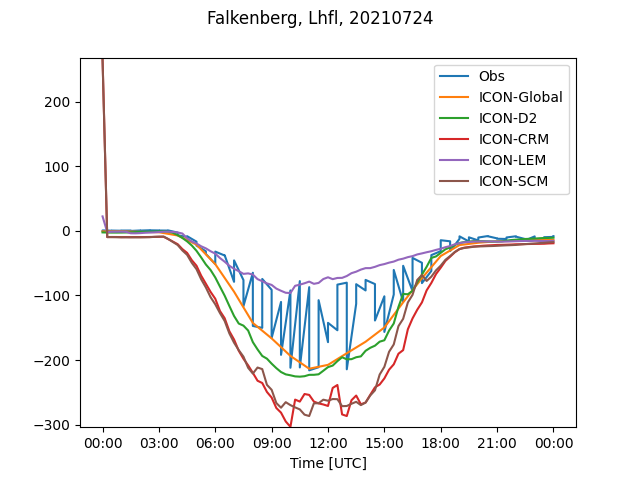 Falkenberg, Lhfl, 20210724
Obs
ICON-Global
ICON-D2
ICON-CRM
ICON-LEM
ICON-SCM
200
100
0
−100
−200
−300
00:00 03:00 06:00 09:00 12:00 15:00 18:00 21:00 00:00
Time [UTC]